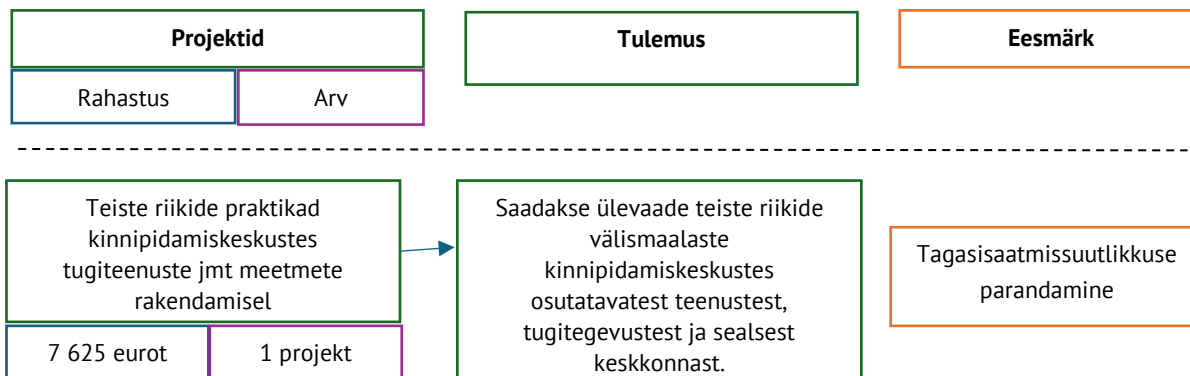 Projektid
Tulemus
Eesmärk
Rahastus
Arv
Teiste riikide praktikad
kinnipidamiskeskustes
tugiteenuste jmt meetmete
rakendamisel
7 625 eurot
1 projekt
Saadakse ülevaade teiste riikide
välismaalaste
kinnipidamiskeskustes
osutatavatest teenustest,
tugitegevustest ja sealsest
keskkonnast.
Tagasisaatmissuutlikkuse
parandamine